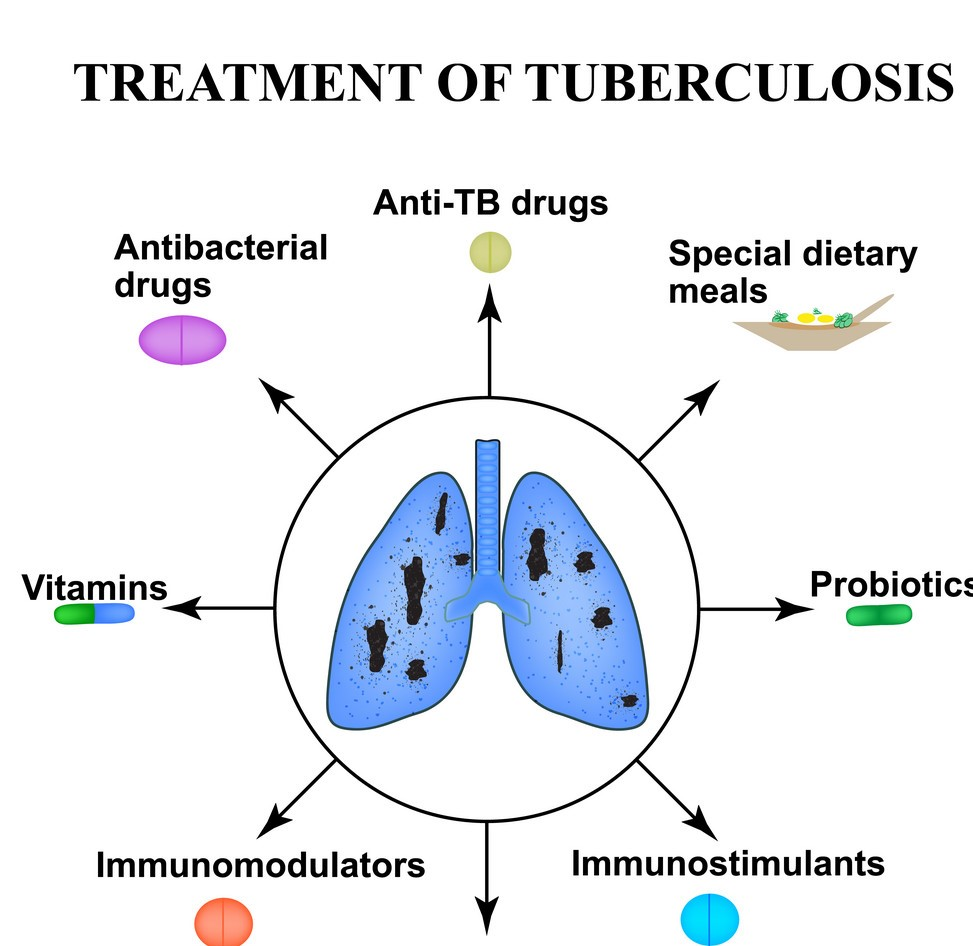 TREATMENT OF TUBERCULOSIS
Anti-TB drugs
Antibacterial
drugs
Special dietary
meals
Vitamins
Probiotics
Immunomodulators
Immunostimulants